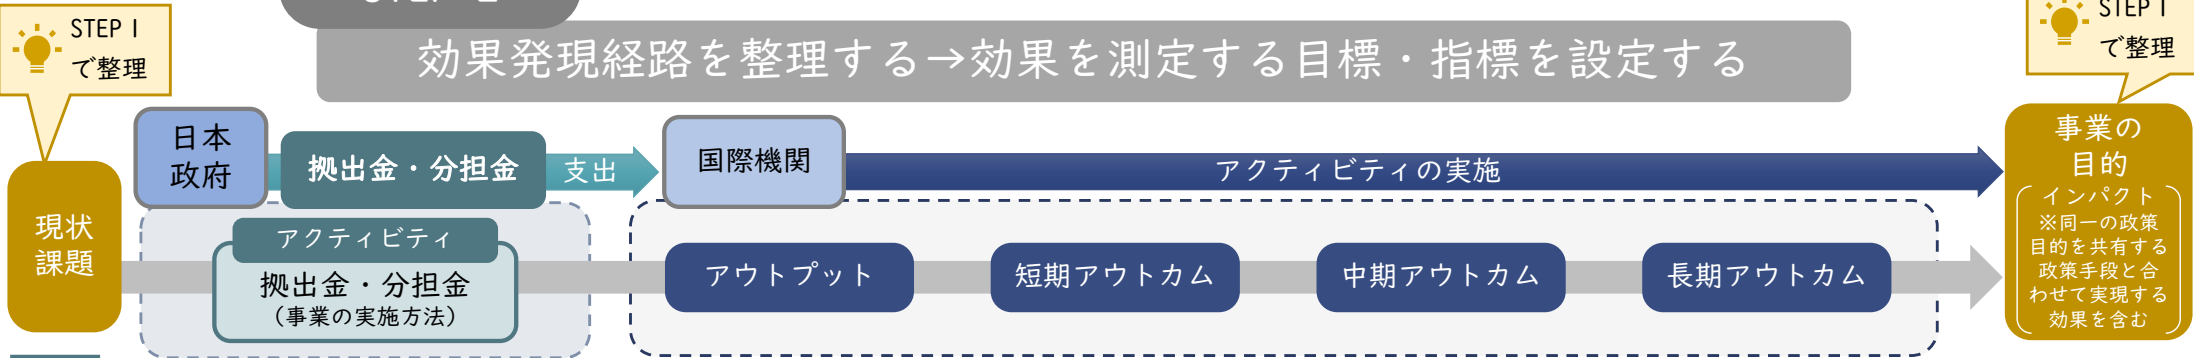 STEP 1
で整理
STEP 1
で整理
効果発現経路を整理する→効果を測定する目標・指標を設定する
日本
政府
拠出金・分担金
支出
国際機関
アクティビティの実施
事業の
目的
インパクト
※同一の政策
目的を共有する
政策手段と合
わせて実現する
効果を含む
現状
課題
アクティビティ
拠出金・分担金
(事業の実施方法)
アウトプット
短期アウトカム
中期アウトカム
長期アウトカム